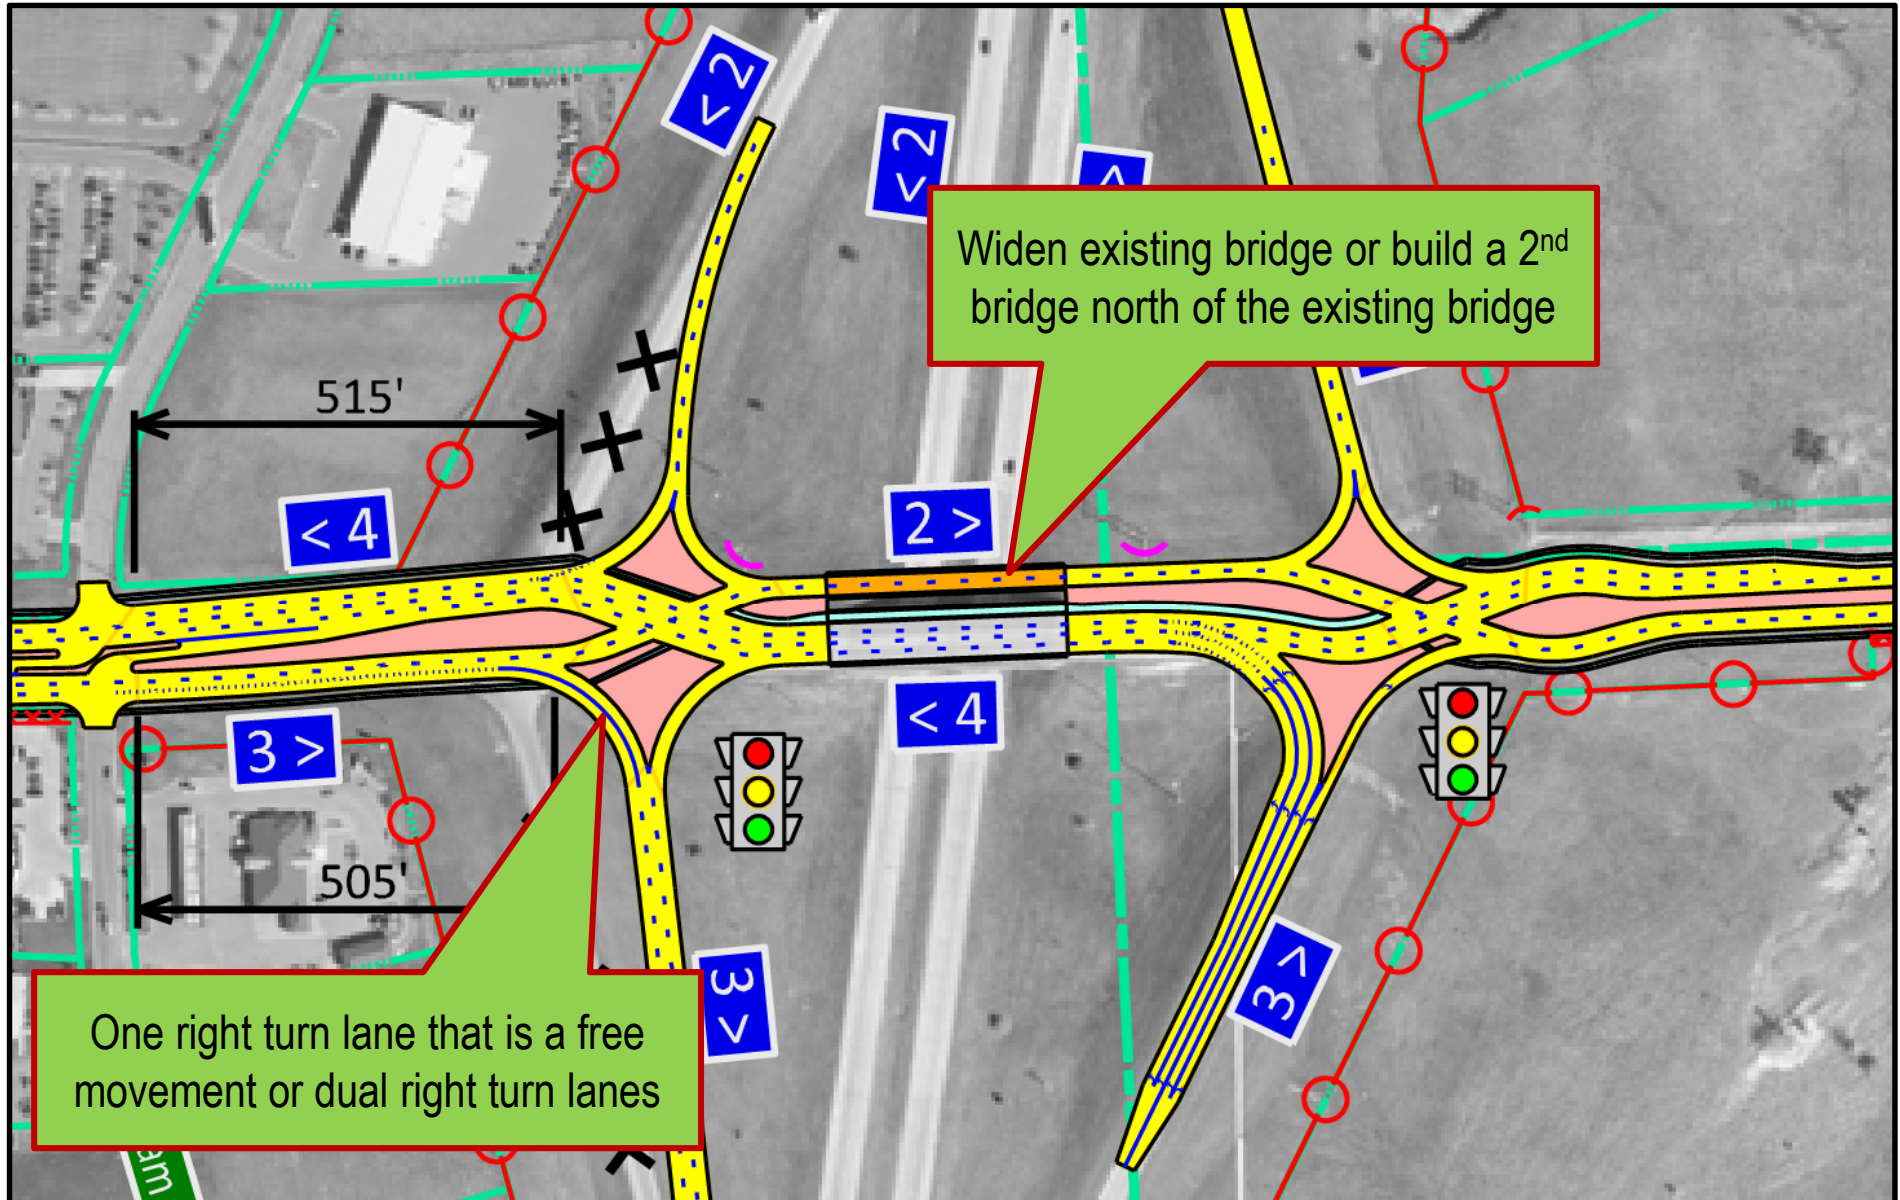 < 2
< 2
Widen existing bridge or build a 2nd
bridge north of the existing bridge
515'
< 4
2 >
3 >
< 4
505'
3 >
3 >
One right turn lane that is a free
movement or dual right turn lanes
am